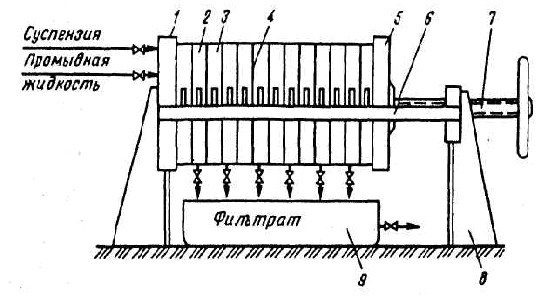 1 2 3 4 5 6 7
Суспензия
Промывная
жидкость
Фильтрат
9 8